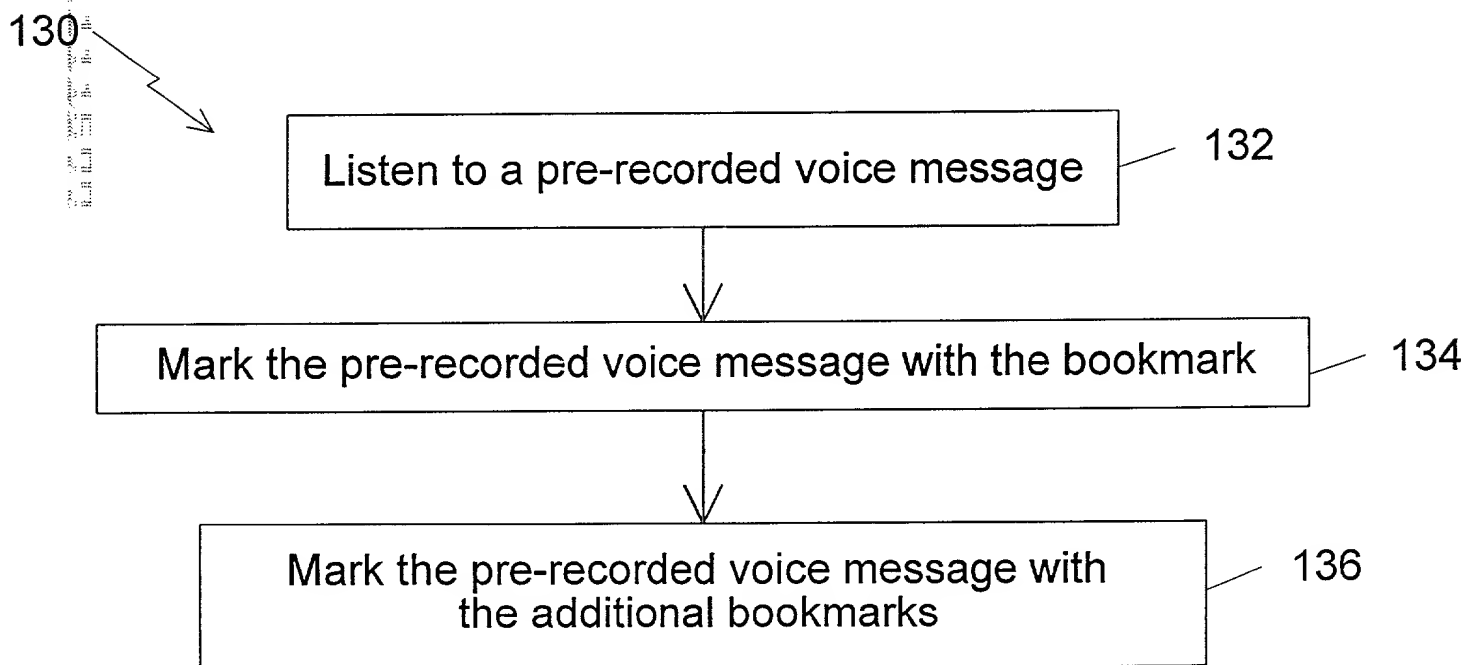 130
Listen to a pre-recorded voice message
132
Mark the pre-recorded voice message with the bookmark
134
Mark the pre-recorded voice message with
the additional bookmarks
136